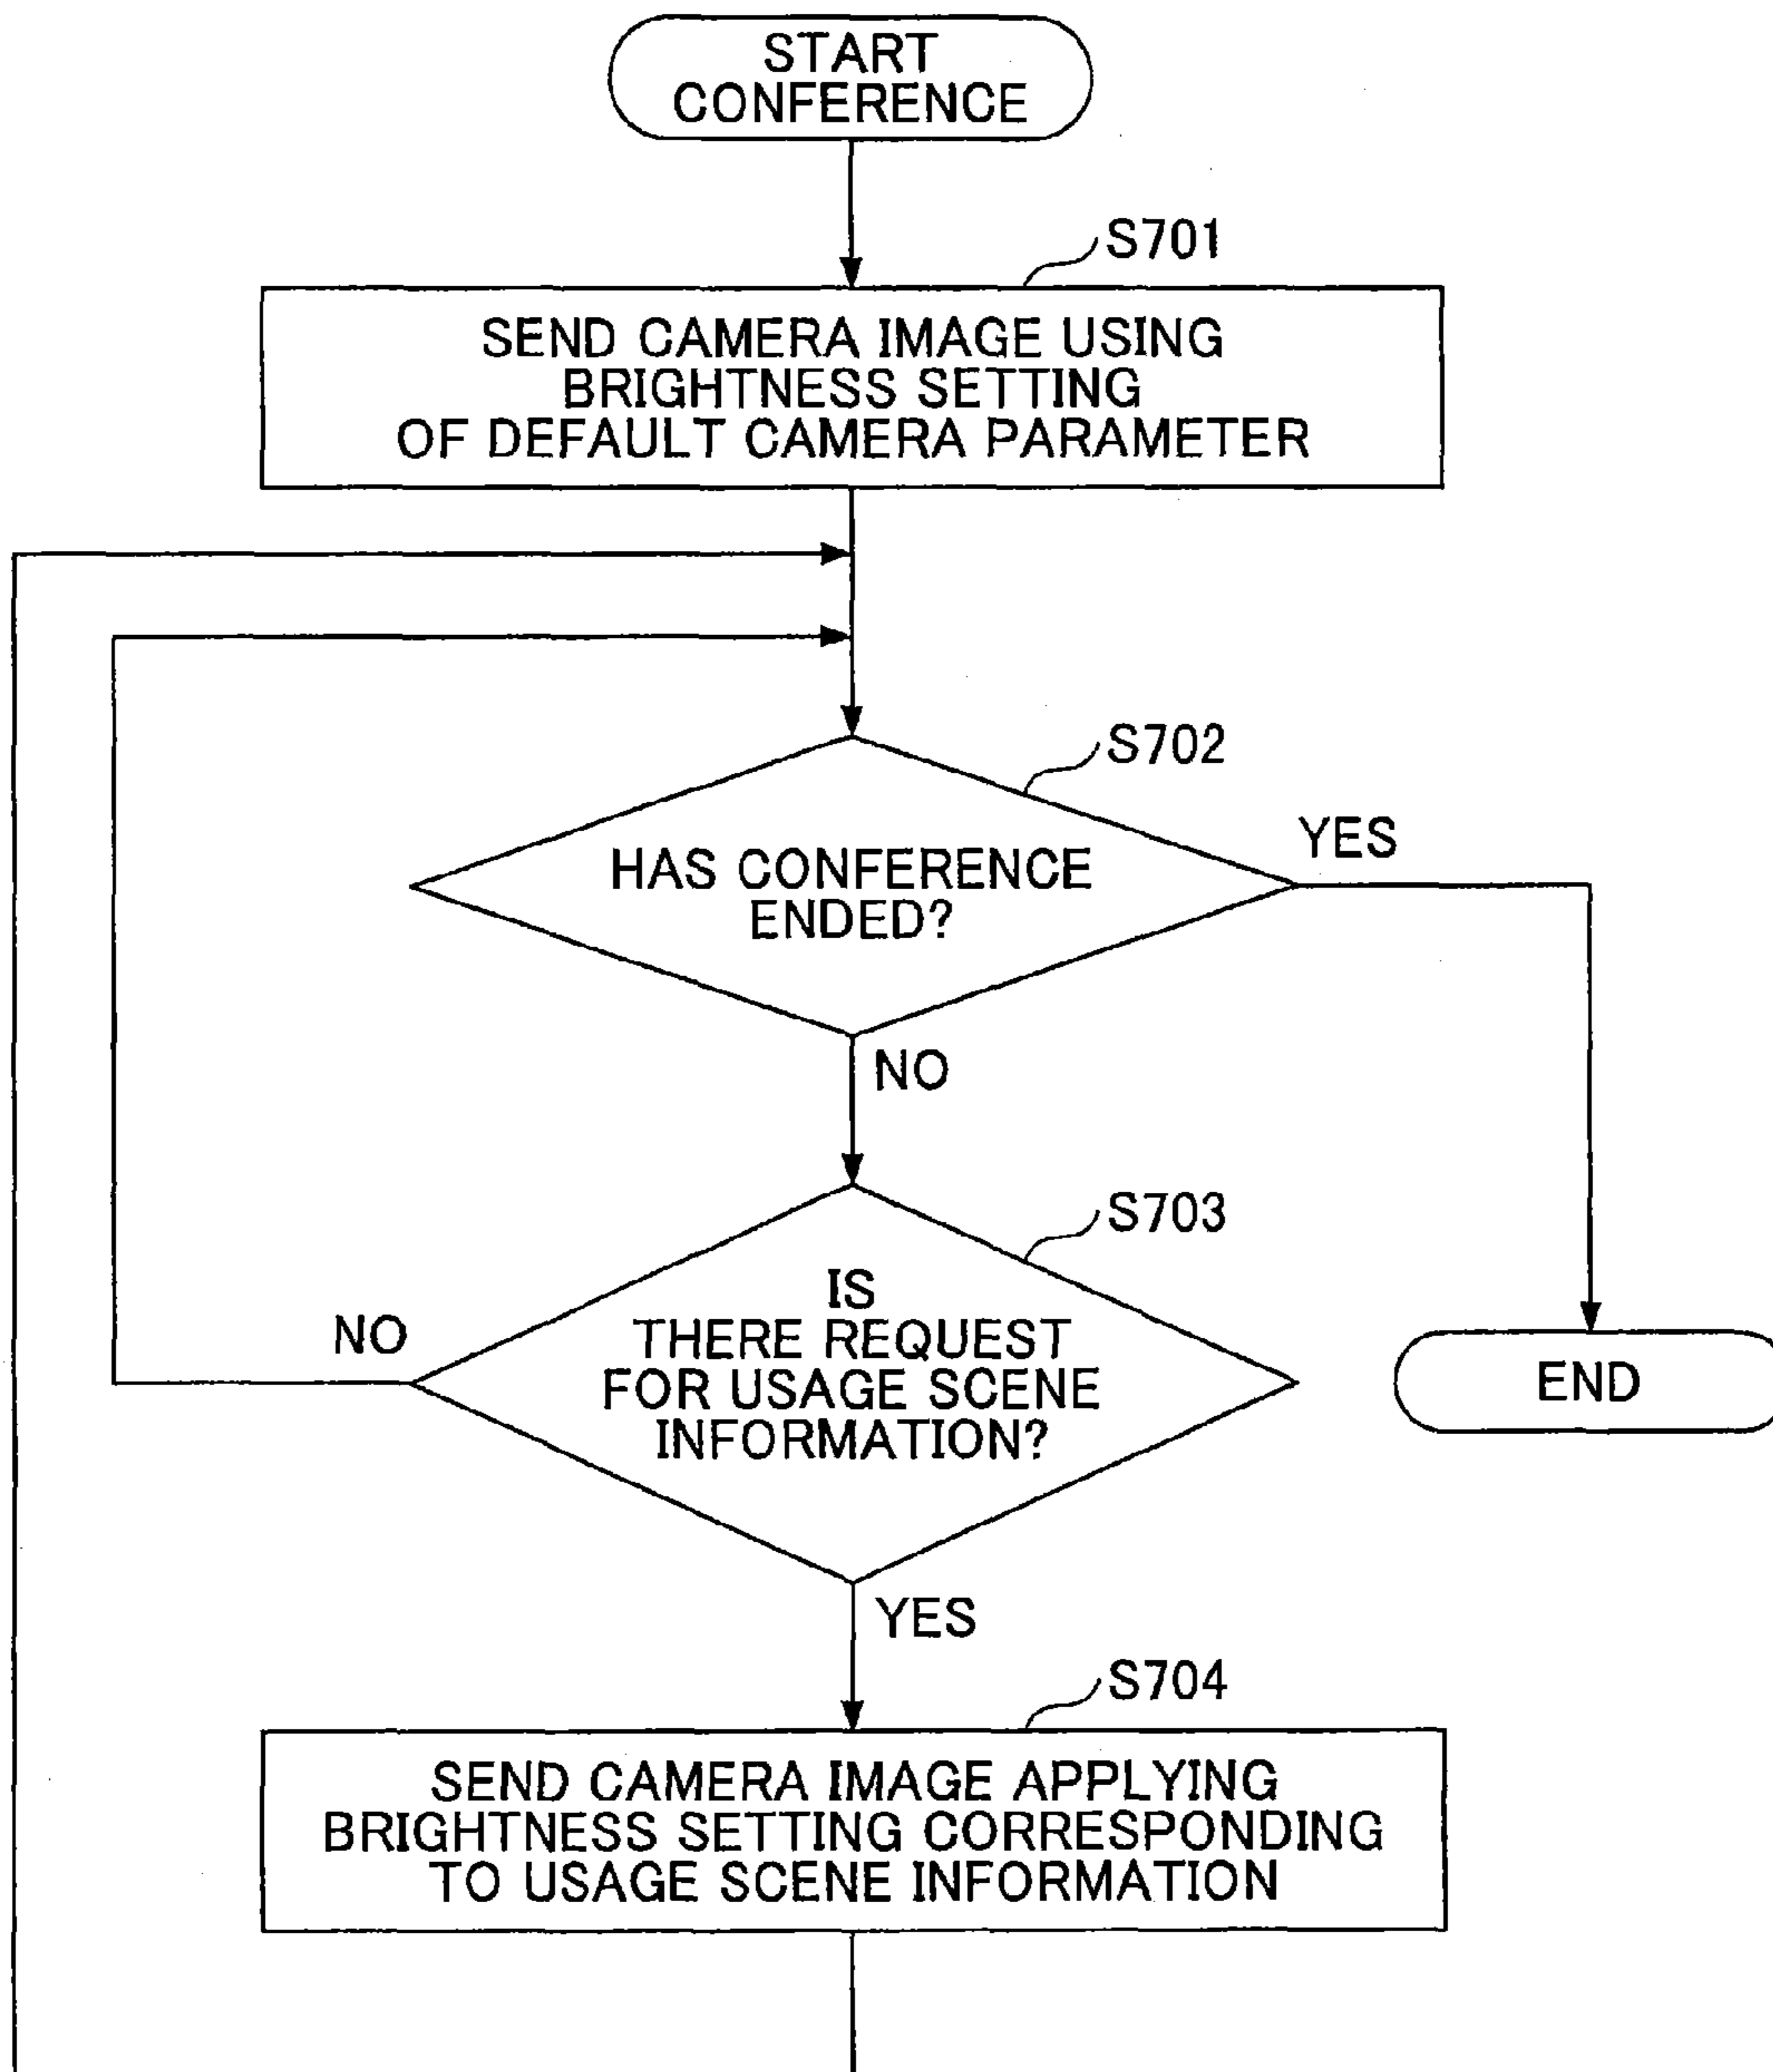 START
CONFERENCE
S701
SEND CAMERA IMAGE USING
BRIGHTNESS SETTING
OF DEFAULT CAMERA PARAMETER
S702
HAS CONFERENCE
ENDED?
YES
NO
S703
IS
THERE REQUEST
FOR USAGE SCENE
INFORMATION?
NO
END
YES
S704
SEND CAMERA IMAGE APPLYING
BRIGHTNESS SETTING CORRESPONDING
TO USAGE SCENE INFORMATION